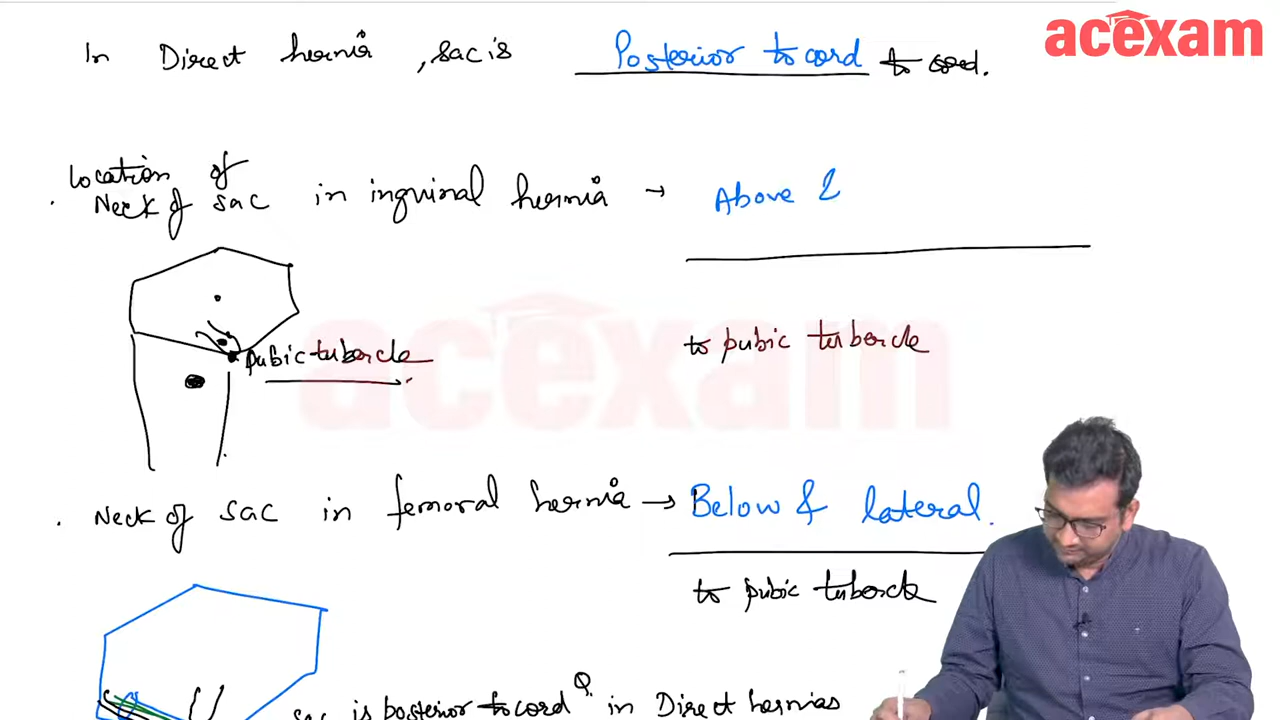 acexam
In Direct hernia, sac is Posterior to cord to cord.
Location of
Neck of sac in inguinal hernia → Above &
pubic tubercle
to pubic tubercle
acexam
. Neck of sac in femoral hernia → Below & lateral.
to pubic tubercle
sac is posterior to cord Q. in Direct hernias